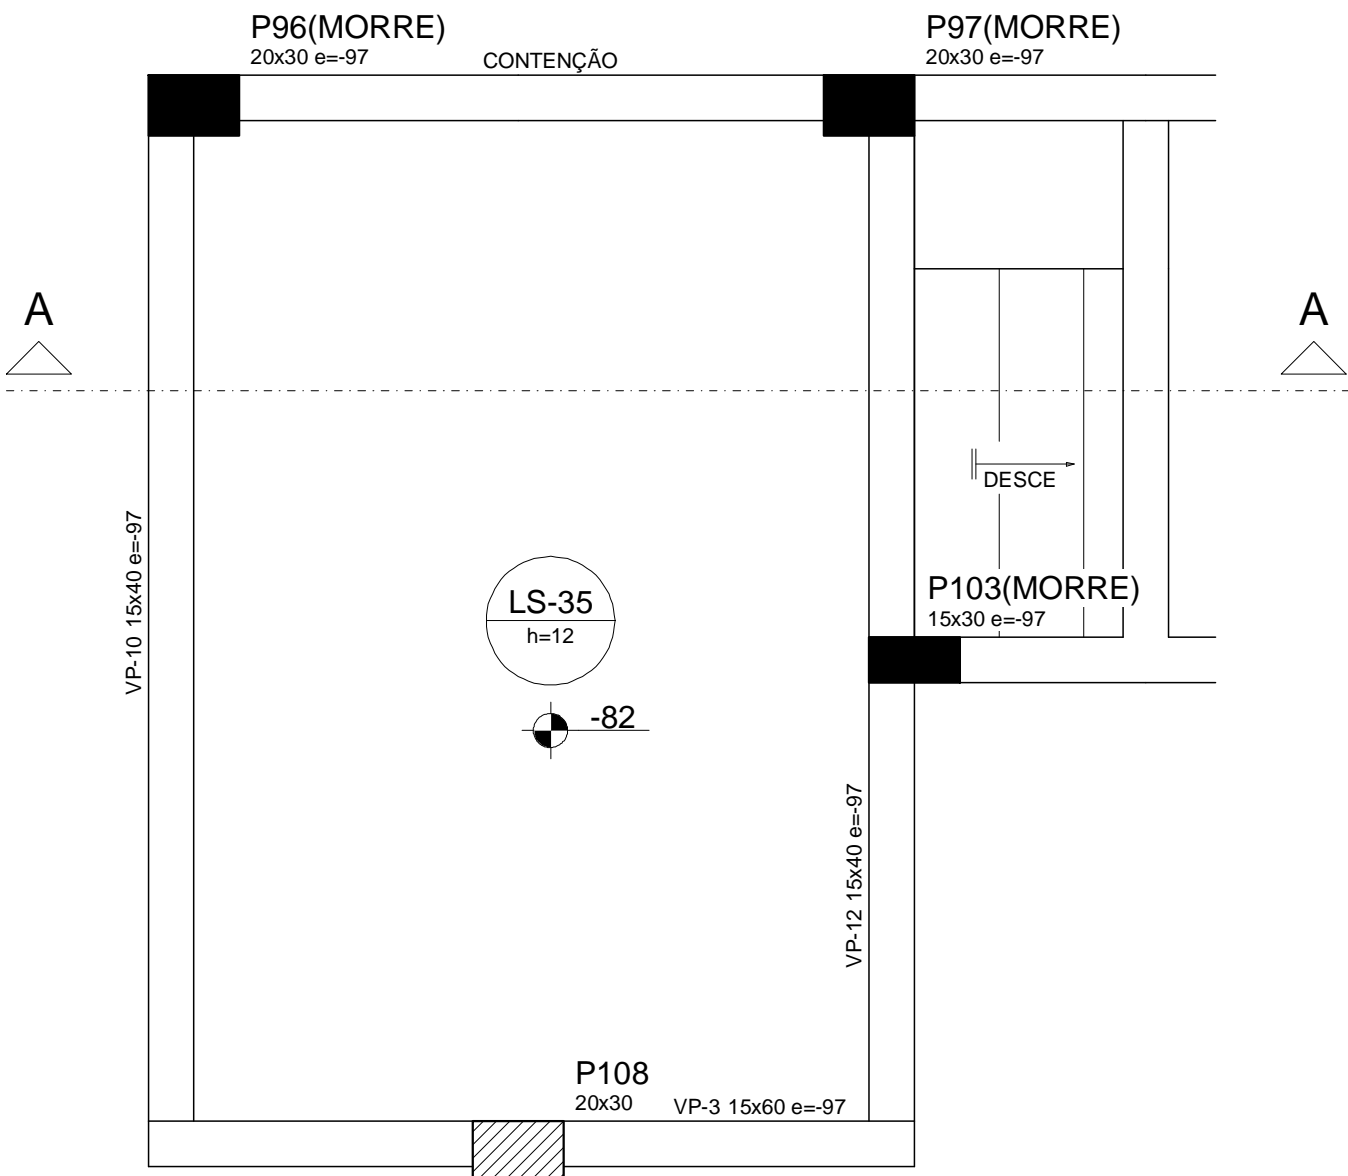 P96(MORRE)
20x30 e=-97
CONTENÇÃO
P97(MORRE)
20x30 e=-97
A
A
DESCE
VP-10 15x40 e=-97
LS-35
h=12
P103(MORRE)
15x30 e=-97
-82
VP-12 15x40 e=-97
P108
20x30
VP-3 15x60 e=-97